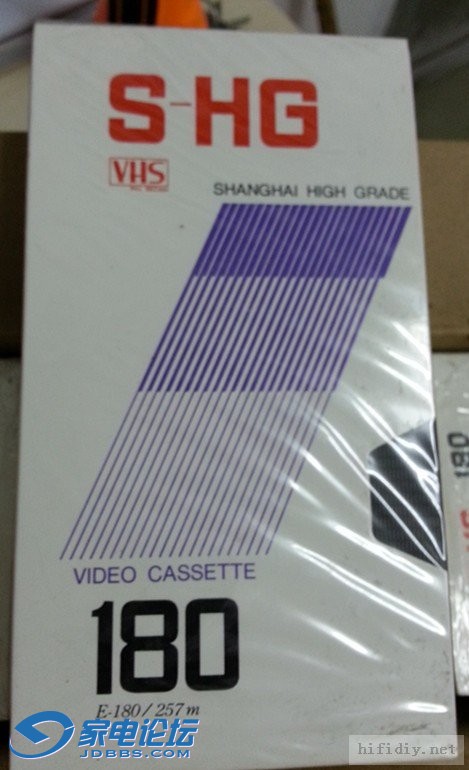 S-HG
VHS
SHANGHAI HIGH GRADE
VIDEO CASSETTE
180
E-180/257m
180
家电论坛
JDBBS.COM
hifidiy.net